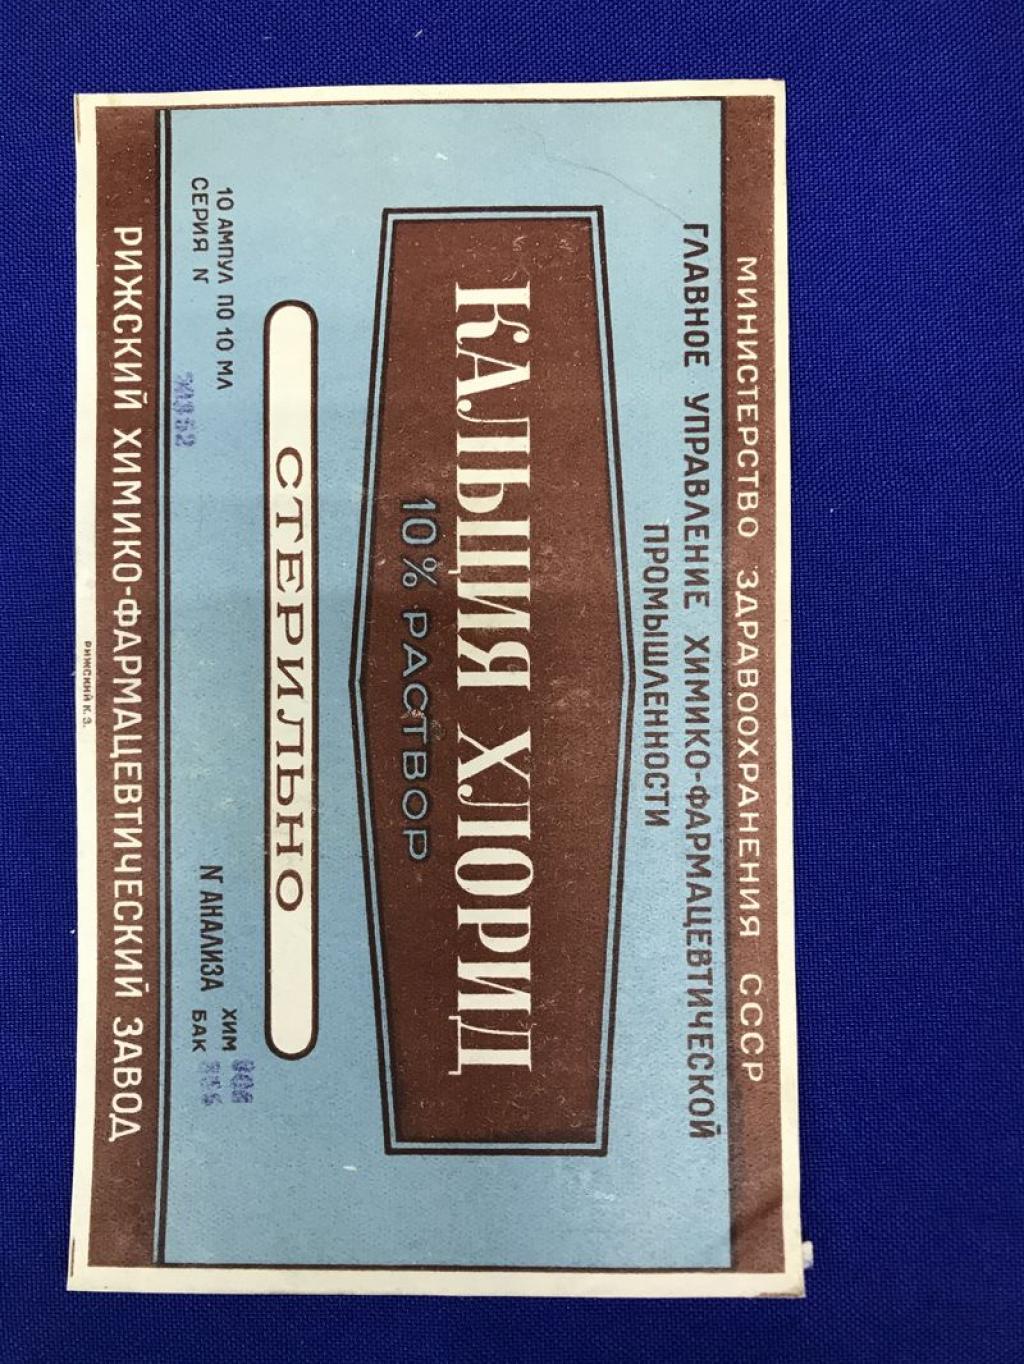 МИНИСТЕРСТВО ЗДРАВООХРАНЕНИЯ СССР
ГЛАВНОЕ УПРАВЛЕНИЕ ХИМИКО-ФАРМАЦЕВТИЧЕСКОЙ
ПРОМЫШЛЕННОСТИ
КАЛЬЦИЯ ХЛОРИД
10% РАСТВОР
СТЕРИЛЬНО
10 АМПУЛ ПО 10 МЛ
СЕРИЯ N
N АНАЛИЗА ХИМ
БАК
РИЖСКИЙ ХИМИКО-ФАРМАЦЕВТИЧЕСКИЙ ЗАВОД
РИЖСКИЙ К. З.